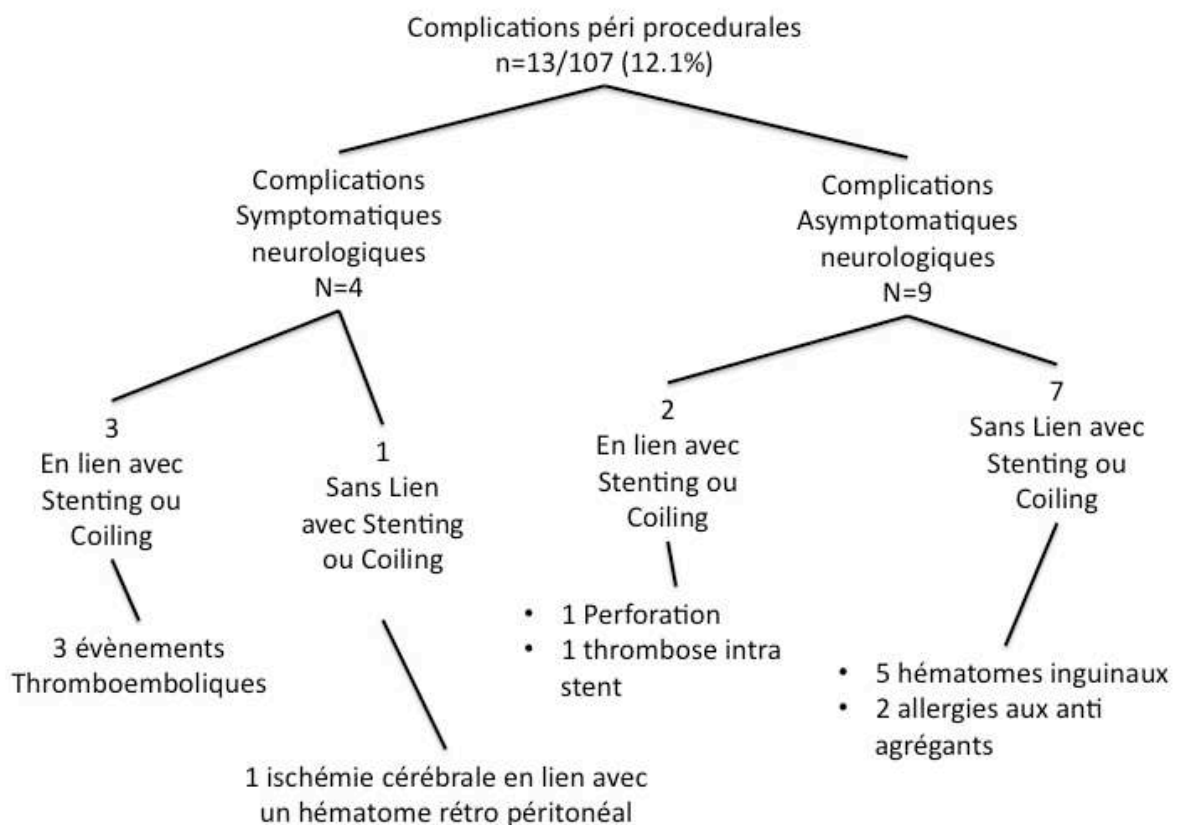 Complications péri procedurales
n=13/107 (12.1%)
Complications
Symptomatiques
neurologiques
N=4
Complications
Asymptomatiques
neurologiques
N=9
3
En lien avec
Stenting ou
Coiling
1
Sans Lien
avec Stenting
ou Coiling
2
En lien avec
Stenting ou
Coiling
7
Sans Lien avec
Stenting ou
Coiling
3 évènements
Thromboemboliques
1 ischémie cérébrale en lien avec
un hématome rétro péritonéal
• 1 Perforation
• 1 thrombose intra
stent
• 5 hématomes inguinaux
• 2 allergies aux anti
agrégants